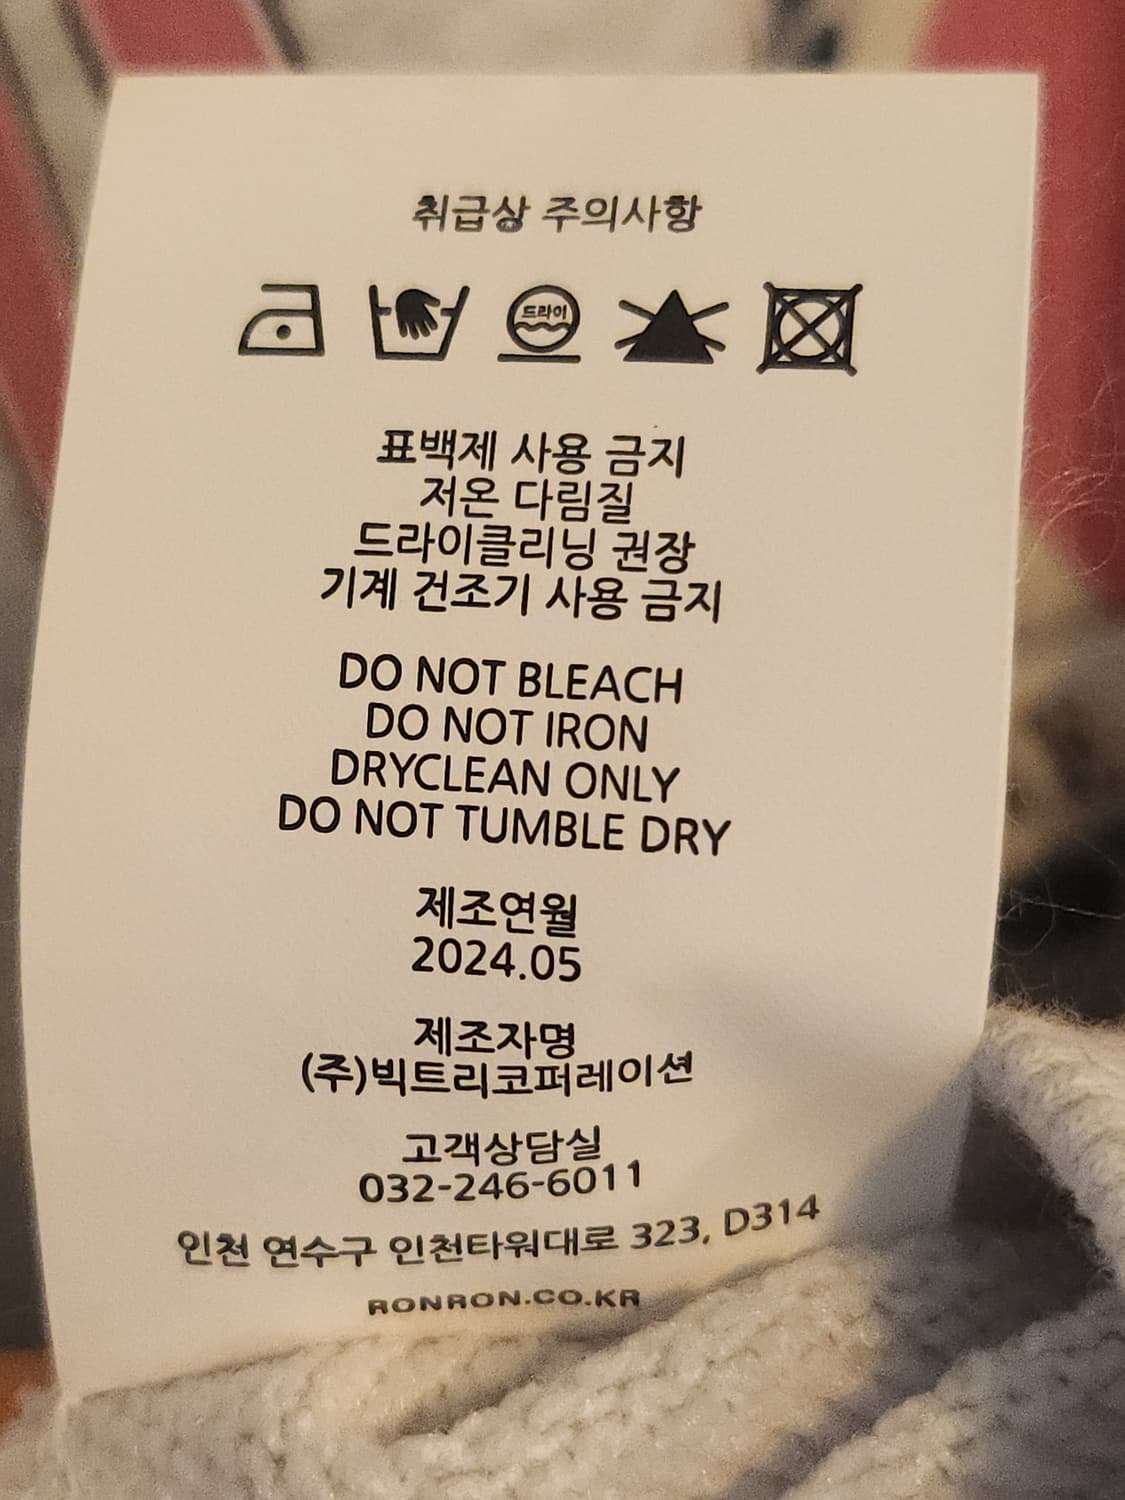 취급상 주의사항
드라이
표백제 사용 금지
저온 다림질
드라이클리닝 권장
기계 건조기 사용 금지
DO NOT BLEACH
DO NOT IRON
DRYCLEAN ONLY
DO NOT TUMBLE DRY
제조연월
2024.05
제조자명
(주)빅트리코퍼레이션
고객상담실
032-246-6011
인천 연수구 인천타워대로 323, D314
RONRON.CO.KR